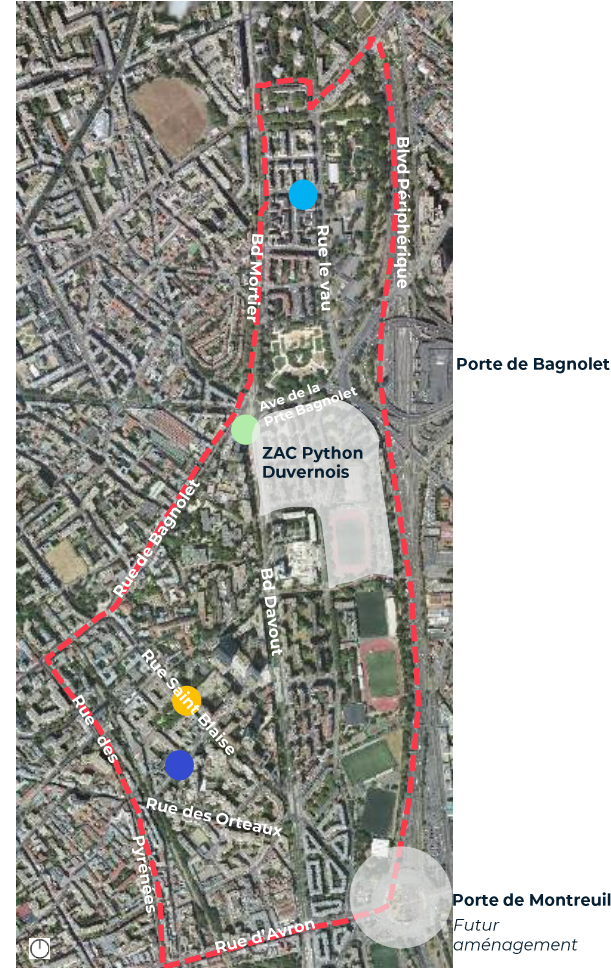 Blvd Périphérique
Rue le vau
Bd Mortier
Porte de Bagnolet
Ave de la
Prte Bagnolet
ZAC Python
Duvernois
Rue de Bagnolet
Bd Davout
Rue Saint Blaise
Rue des
Pyrénées
Rue des Orteaux
Porte de Montreuil
Futur
aménagement
Rue d'Avron